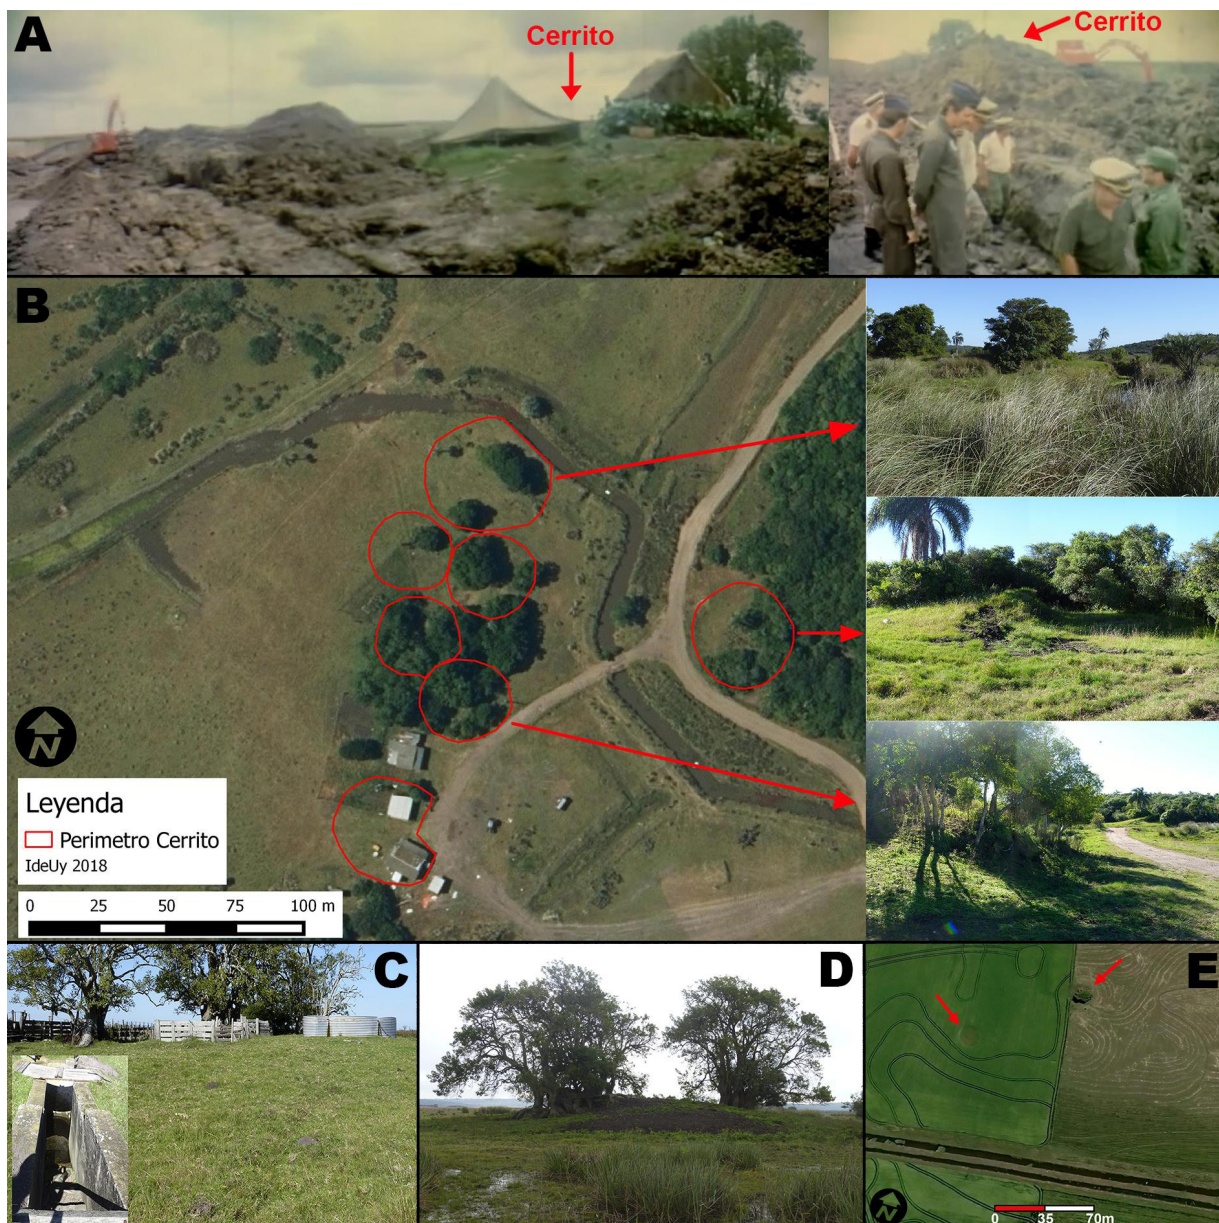 A
Cerrito
Cerrito
B
N
Leyenda
Perimetro Cerrito
IdeUy 2018
0 25 50 75 100 m
C
D
E
N
0 35 70m